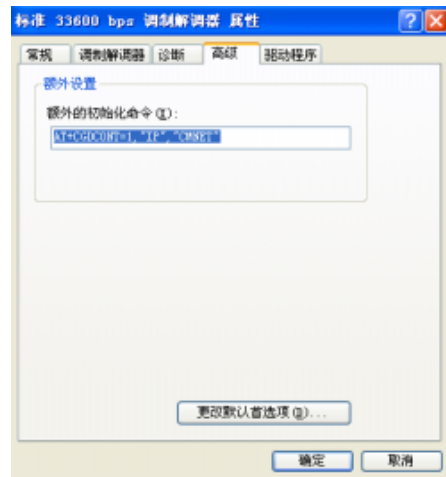 标准 33600 bps 调制解调器 属性
常规 调制解调器 诊断 高级 驱动程序
额外设置
额外的初始化命令(I):
AT+CGDCONT=1,"IP","CMNET"
更改默认首选项(D)...
确定 取消